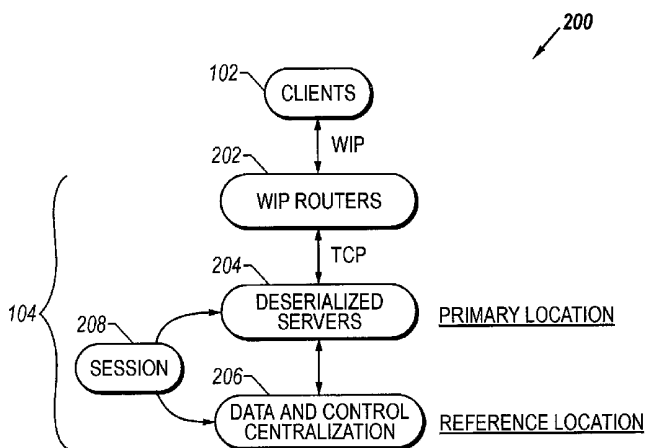 200
102
CLIENTS
WIP
202
WIP ROUTERS
TCP
204
DESERIALIZED
SERVERS
PRIMARY LOCATION
104
208
SESSION
206
DATA AND CONTROL
CENTRALIZATION
REFERENCE LOCATION